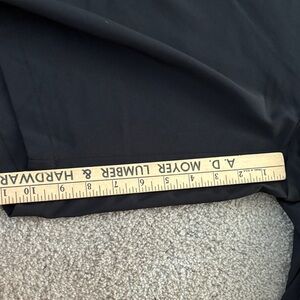 A. D. MOYER LUMBER & HARDWAR
1 2 3 4 5 6 7 8 9 10